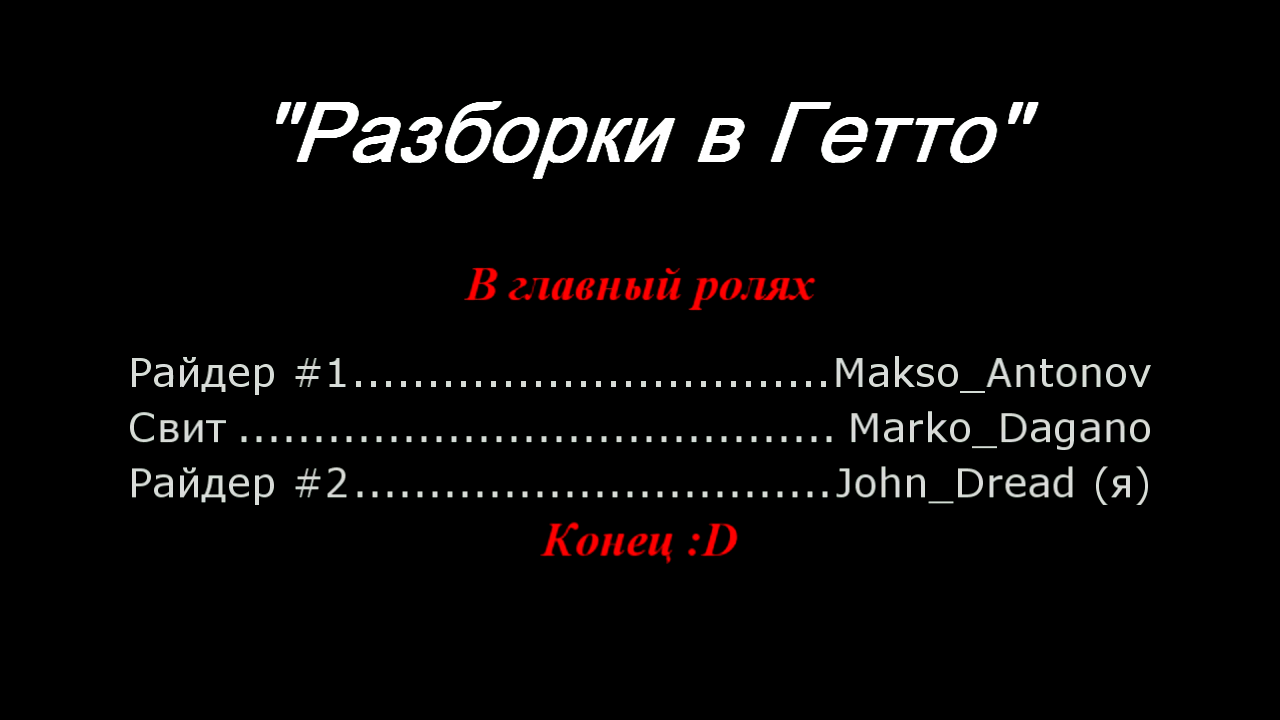 "Разборки в Гетто"
В главный ролях
Райдер #1................................Makso_Antonov
Свит ........................................ Marko_Dagano
Райдер #2................................John_Dread (я)
Конец :D